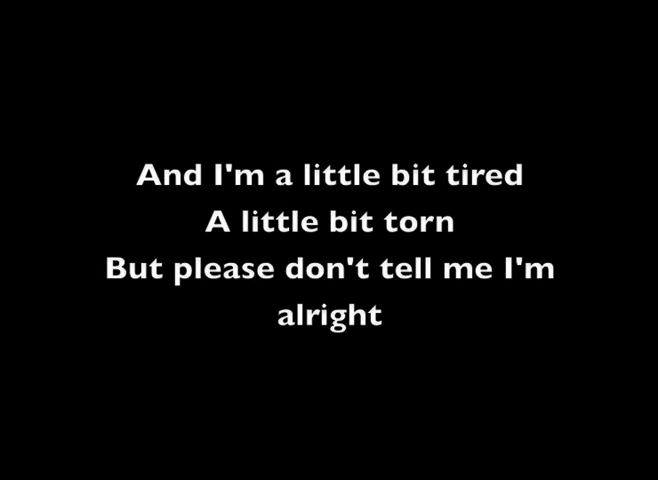 And I'm a little bit tired
A little bit torn
But please don't tell me I'm
alright